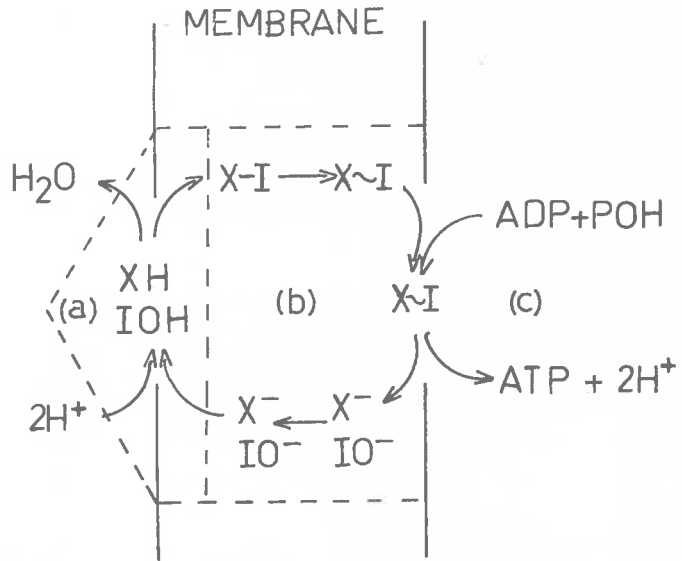 MEMBRANE
H₂O
X-I → X~I
ADP+POH
XH
(a) IOH
(b)
X~I
(c)
2H⁺
X⁻ ← X⁻
IO⁻ IO⁻
ATP + 2H⁺